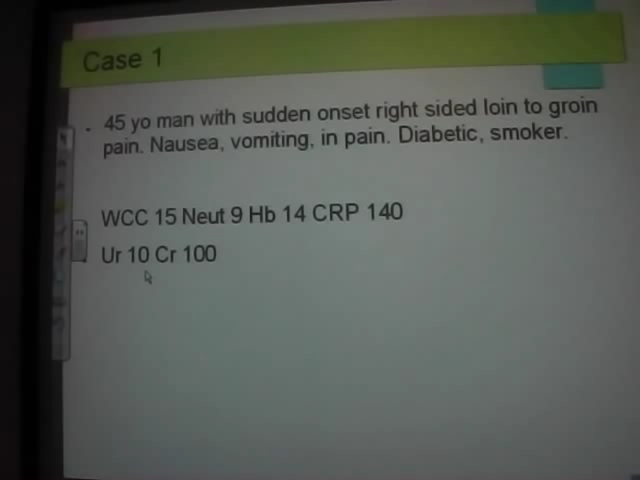 Case 1
. 45 yo man with sudden onset right sided loin to groin
pain. Nausea, vomiting, in pain. Diabetic, smoker.
WCC 15 Neut 9 Hb 14 CRP 140
Ur 10 Cr 100